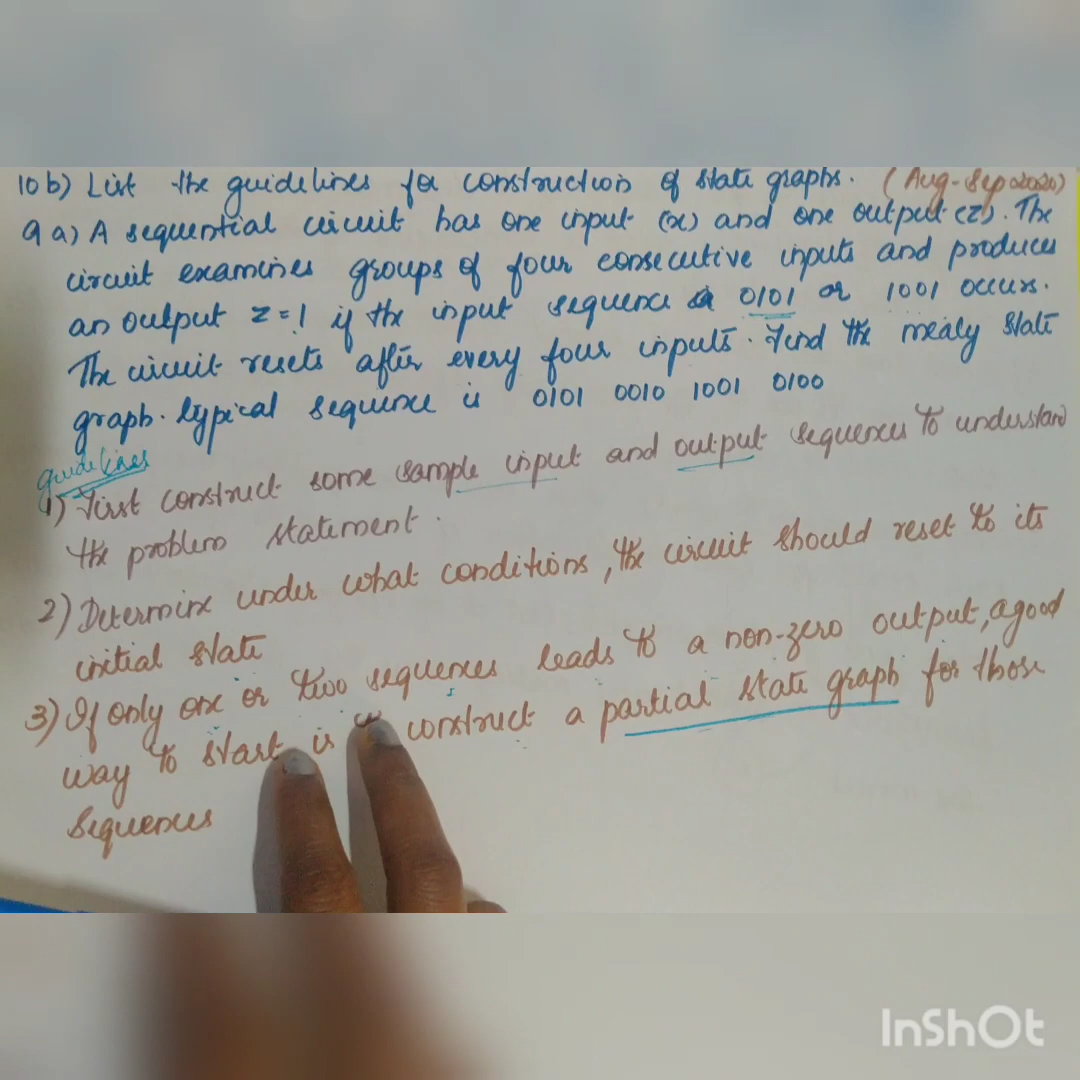 10b) List the guidelines for construction of state graphs. (Aug-Sep 2020)
9a) A sequential circuit has one input (x) and one output (z). The
circuit examines groups of four consecutive inputs and produces
an output z=1 if the input sequence 0101 or 1001 occurs.
The circuit resets after every four inputs. Find the mealy state
graph. typical sequence is 0101 0010 1001 0100
guidelines
1) First construct some sample input and output sequences to understand
the problem statement.
2) Determine under what conditions, the circuit should reset to its
initial state
3) If only one or two sequences leads to a non-zero output, a good
way to start is construct a partial state graph for those
sequences
InShOt